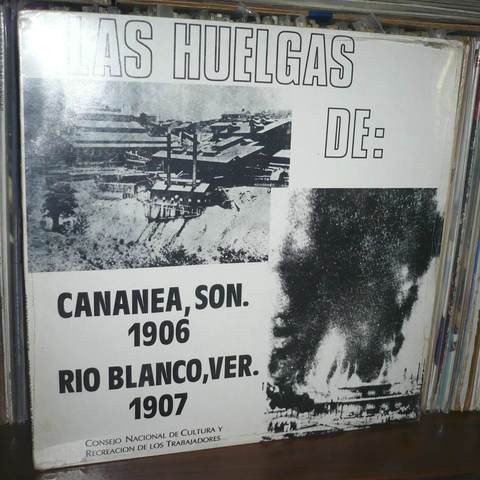 LAS HUELGAS
DE:
CANANEA, SON.
1906
RIO BLANCO, VER.
1907
CONSEJO NACIONAL DE CULTURA Y
RECREACION DE LOS TRABAJADORES